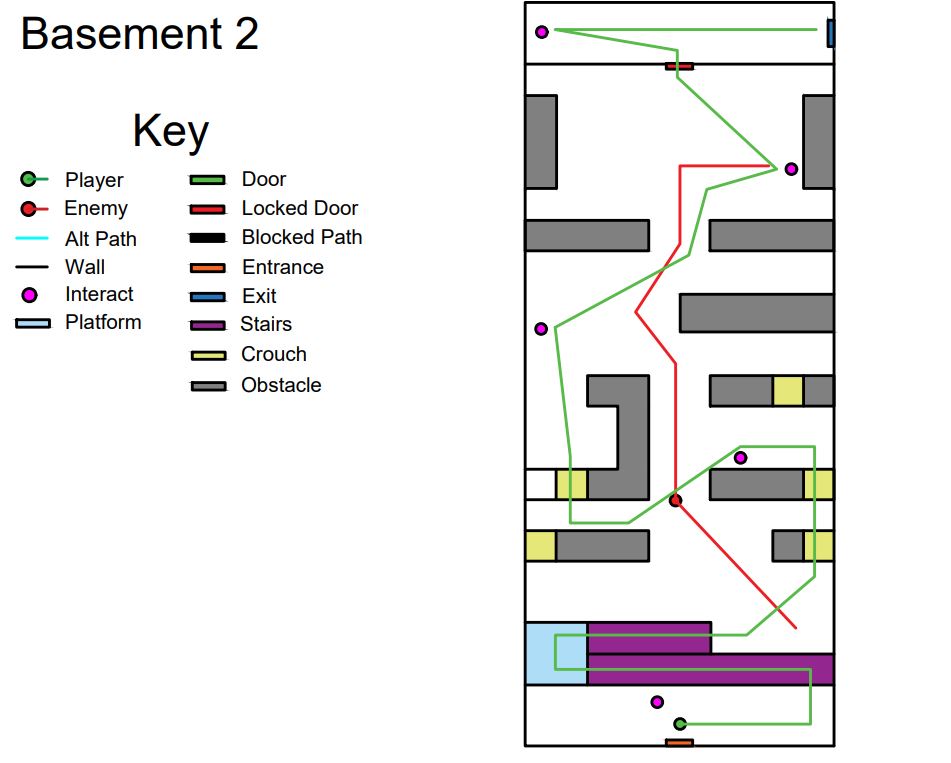 Basement 2
Key
Player
Enemy
Alt Path
Wall
Interact
Platform
Door
Locked Door
Blocked Path
Entrance
Exit
Stairs
Crouch
Obstacle